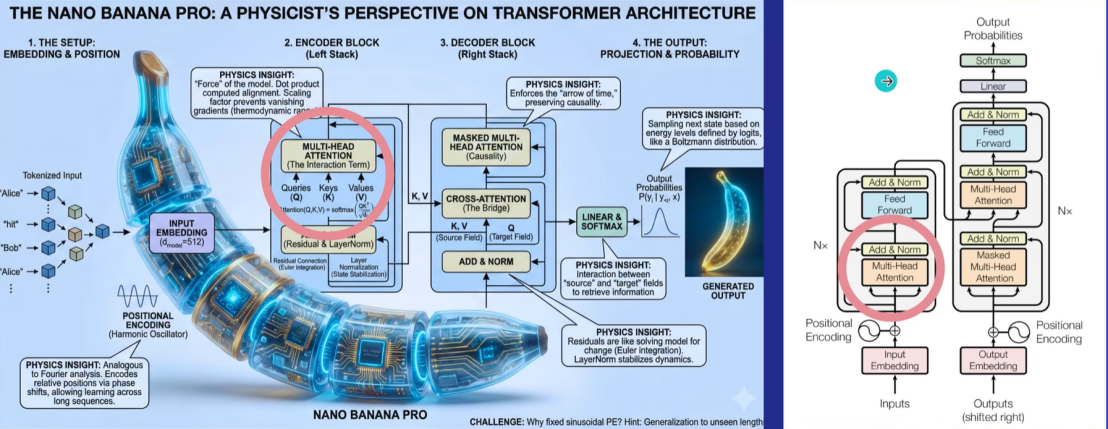 THE NANO BANANA PRO: A PHYSICIST'S PERSPECTIVE ON TRANSFORMER ARCHITECTURE
1. THE SETUP:
EMBEDDING & POSITION
2. ENCODER BLOCK
(Left Stack)
3. DECODER BLOCK
(Right Stack)
4. THE OUTPUT:
PROJECTION & PROBABILITY
PHYSICS INSIGHT:
"Force" of the model. Dot product
computed alignment. Scaling
factor prevents vanishing
gradients (thermodynamic
PHYSICS INSIGHT:
Enforces the "arrow of time,"
preserving causality.
PHYSICS INSIGHT:
Sampling next state based on
energy levels defined by logits,
like a Boltzmann distribution.
Tokenized Input
"Alice"
"hit"
"Bob"
"Alice"
INPUT
EMBEDDING
(dmodel=512)
MULTI-HEAD
ATTENTION
(The Interaction Term)
Queries Keys Values
(Q) (K) (V)
ttention(Q,K,V) = softmax
(Residual & LayerNorm)
Residual Connection
(Euler Integration)
Layer
Normalization
(State Stabilization)
K, V
MASKED MULTI-
HEAD ATTENTION
(Causality)
CROSS-ATTENTION
(The Bridge)
K, V
(Source Field)
Q
(Target Field)
ADD & NORM
LINEAR &
SOFTMAX
Output
Probabilities
GENERATED
OUTPUT
PHYSICS INSIGHT:
Interaction between
"source" and "target" fields
to retrieve information
PHYSICS INSIGHT:
Residuals are like solving model for
change (Euler integration).
LayerNorm stabilizes dynamics.
POSITIONAL
ENCODING
(Harmonic Oscillator)
PHYSICS INSIGHT: Analogous
to Fourier analysis. Encodes
relative positions via phase
shifts, allowing learning across
long sequences.
NANO BANANA PRO
CHALLENGE: Why fixed sinusoidal PE? Hint: Generalization to unseen length
Output
Probabilities
Softmax
Linear
Add & Norm
Feed
Forward
Add & Norm
Multi-Head
Attention
Add & Norm
Masked
Multi-Head
Attention
Nx
Add & Norm
Feed
Forward
Add & Norm
Multi-Head
Attention
Nx
Positional
Encoding
Positional
Encoding
Input
Embedding
Output
Embedding
Inputs
Outputs
(shifted right)